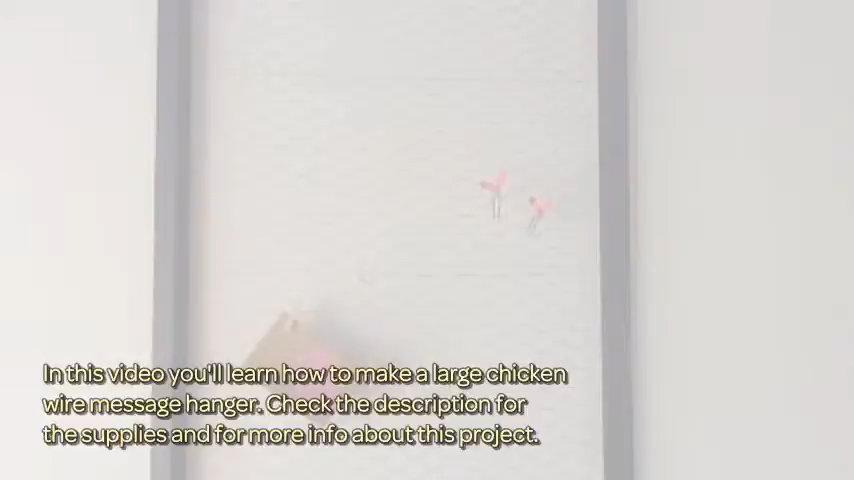 In this video you'll learn how to make a large chicken
wire message hanger. Check the description for
the supplies and for more info about this project.